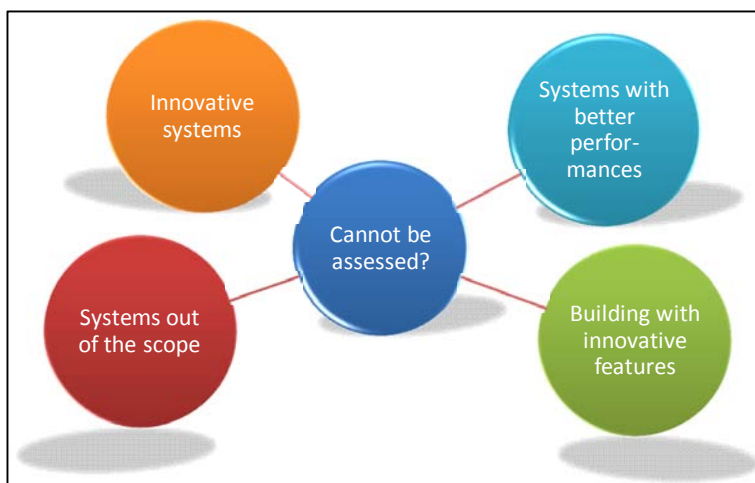 Innovative
systems
Systems with
better
perfor-
mances
Cannot be
assessed?
Systems out
of the scope
Building with
innovative
features